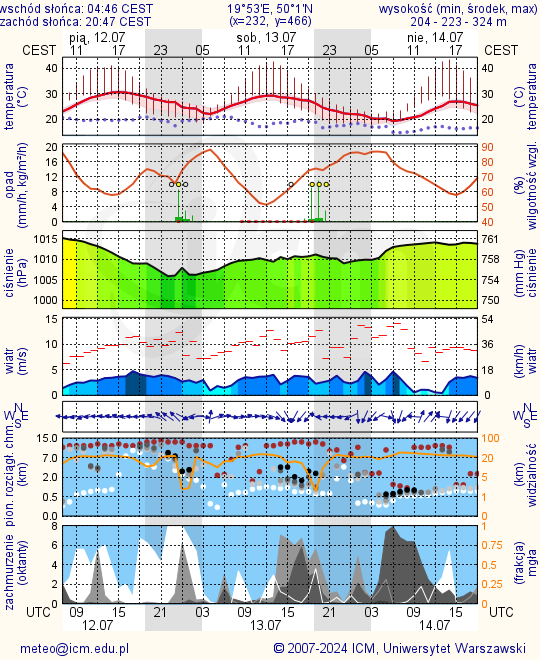 wschód słońca: 04:46 CEST
zachód słońca: 20:47 CEST
19°53'E, 50°1'N
(x=232, y=466)
wysokość (min, środek, max)
204 - 223 - 324 m
CEST pią, 12.07 sob, 13.07 nie, 14.07 CEST
11 17 23 05 11 17 23 05 11 17
temperatura
(°C)
40
30
20
40
30
20
temperatura
(°C)
opad
(mm/h, kg/m²/h)
20
16
12
8
4
0
90
80
70
60
50
40
(%)
wilgotność wzgl.
ciśnienie
(hPa)
1015
1010
1005
1000
761
758
754
750
(mm Hg)
ciśnienie
wiatr
(m/s)
15
10
5
0
54
36
18
0
(km/h)
wiatr
N
W E
S
N
W E
S
pion. rozciągł. chm.
(km)
15.0
7.0
2.0
0.5
0.2
0.0
100
20
5
1
0
(km)
widzialność
zachmurzenie
(oktanty)
8
6
4
2
0
1
0.75
0.5
0.25
0
(frakcja)
mgła
UTC 09 15 21 03 09 15 21 03 09 15 UTC
12.07 13.07 14.07
meteo@icm.edu.pl
© 2007-2024 ICM, Uniwersytet Warszawski